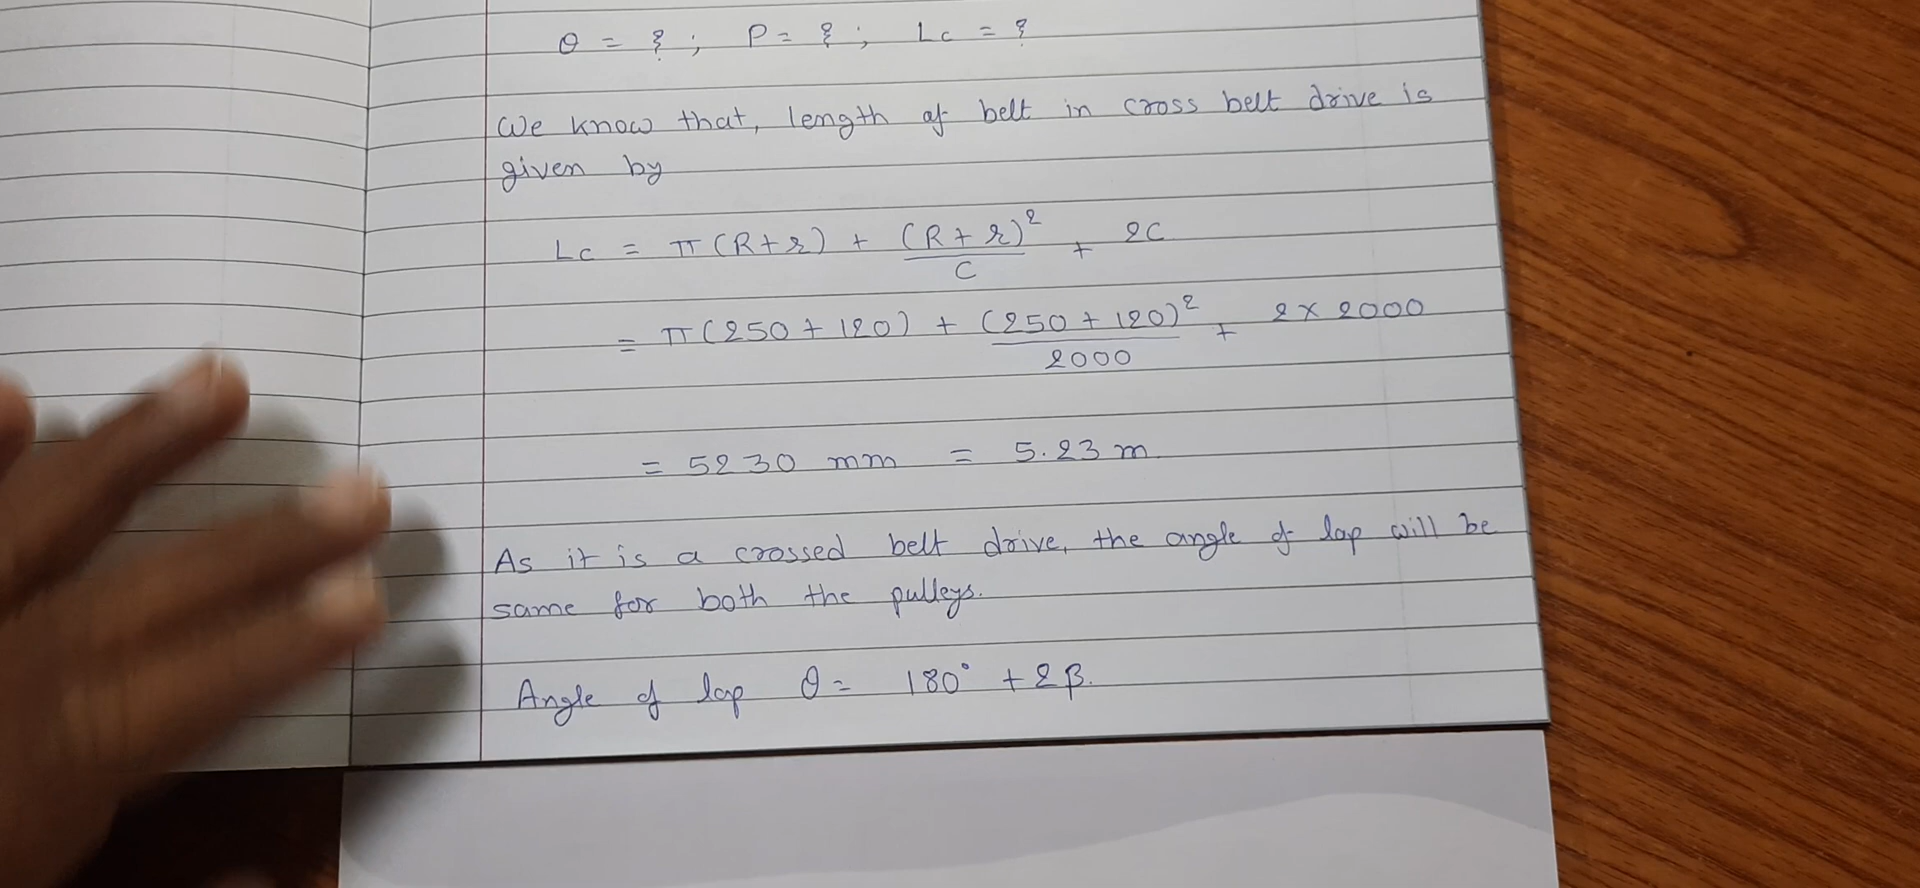 θ = ? ; P = ? ; Lc = ?
We know that, length of belt in cross belt drive is
given by
Lc = π(R+r) + (R+r)² / C + 2C
= π(250+120) + (250+120)² / 2000 + 2×2000
= 5230 mm = 5.23 m.
As it is a crossed belt drive, the angle of lap will be
same for both the pulleys.
Angle of lap θ = 180° + 2β.